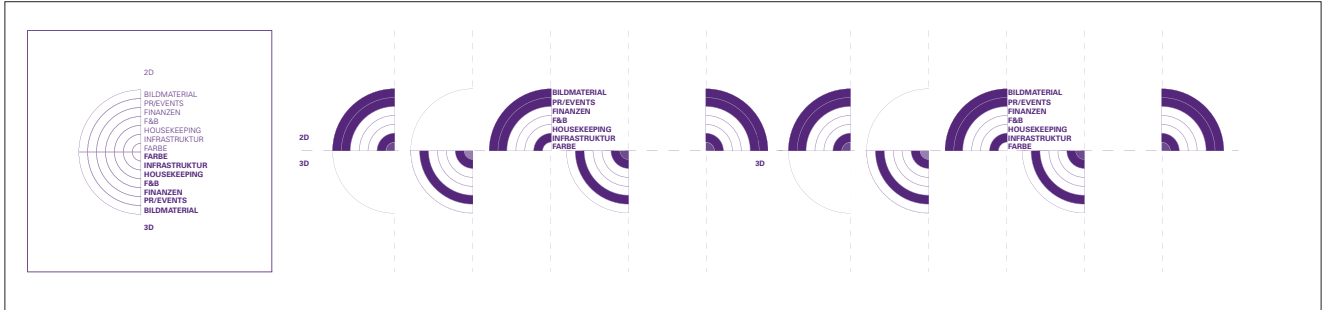 2D
BILDMATERIAL
PR/EVENTS
FINANZEN
F&B
HOUSEKEEPING
INFRASTRUKTUR
FARBE
FARBE
INFRASTRUKTUR
HOUSEKEEPING
F&B
FINANZEN
PR/EVENTS
BILDMATERIAL
3D
2D
3D
BILDMATERIAL
PR/EVENTS
FINANZEN
F&B
HOUSEKEEPING
INFRASTRUKTUR
FARBE
3D
BILDMATERIAL
PR/EVENTS
FINANZEN
F&B
HOUSEKEEPING
INFRASTRUKTUR
FARBE